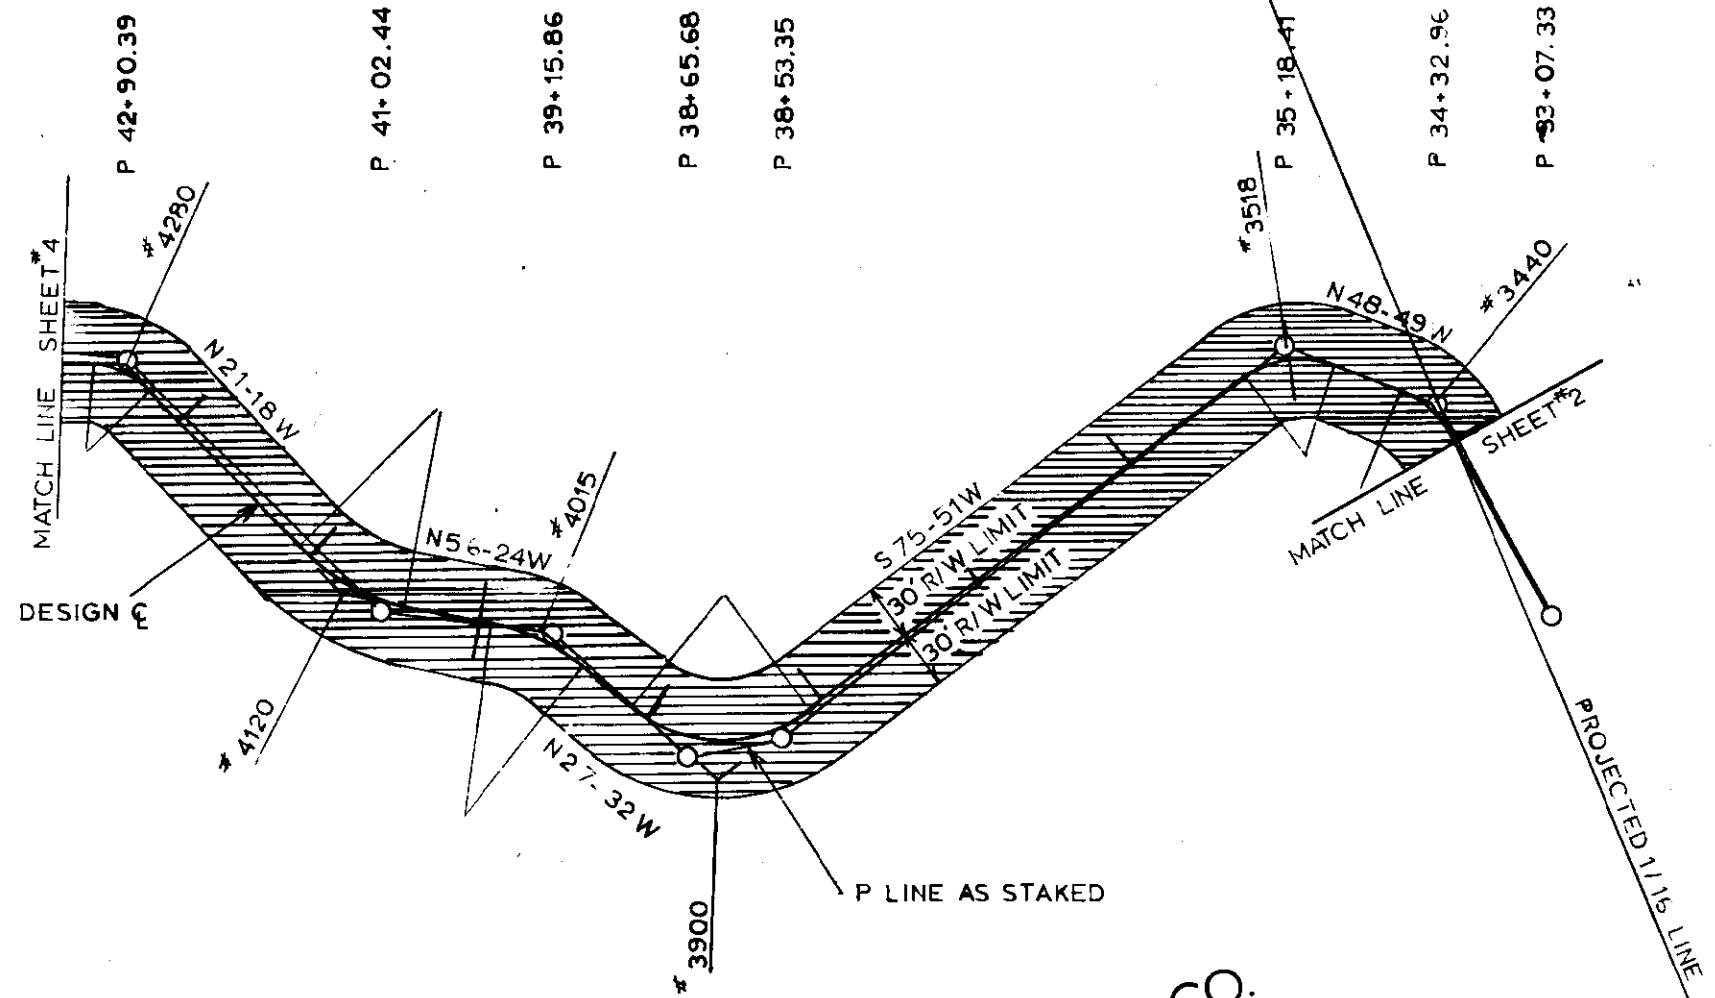 P 42+90.39
P 41+02.44
P 39+15.86
P 38+65.68
P 38+53.35
P 35+18.41
P 34+32.96
P 33+07.33
MATCH LINE SHEET #4
#4280
N21-18W
DESIGN ℄
#4120
N56-24W
#4015
N27-32W
#3900
P LINE AS STAKED
S 75-51W
30' R/W LIMIT
30' R/W LIMIT
#3518
N48-49W
#3440
MATCH LINE SHEET #2
PROJECTED 1/16 LINE
CO.